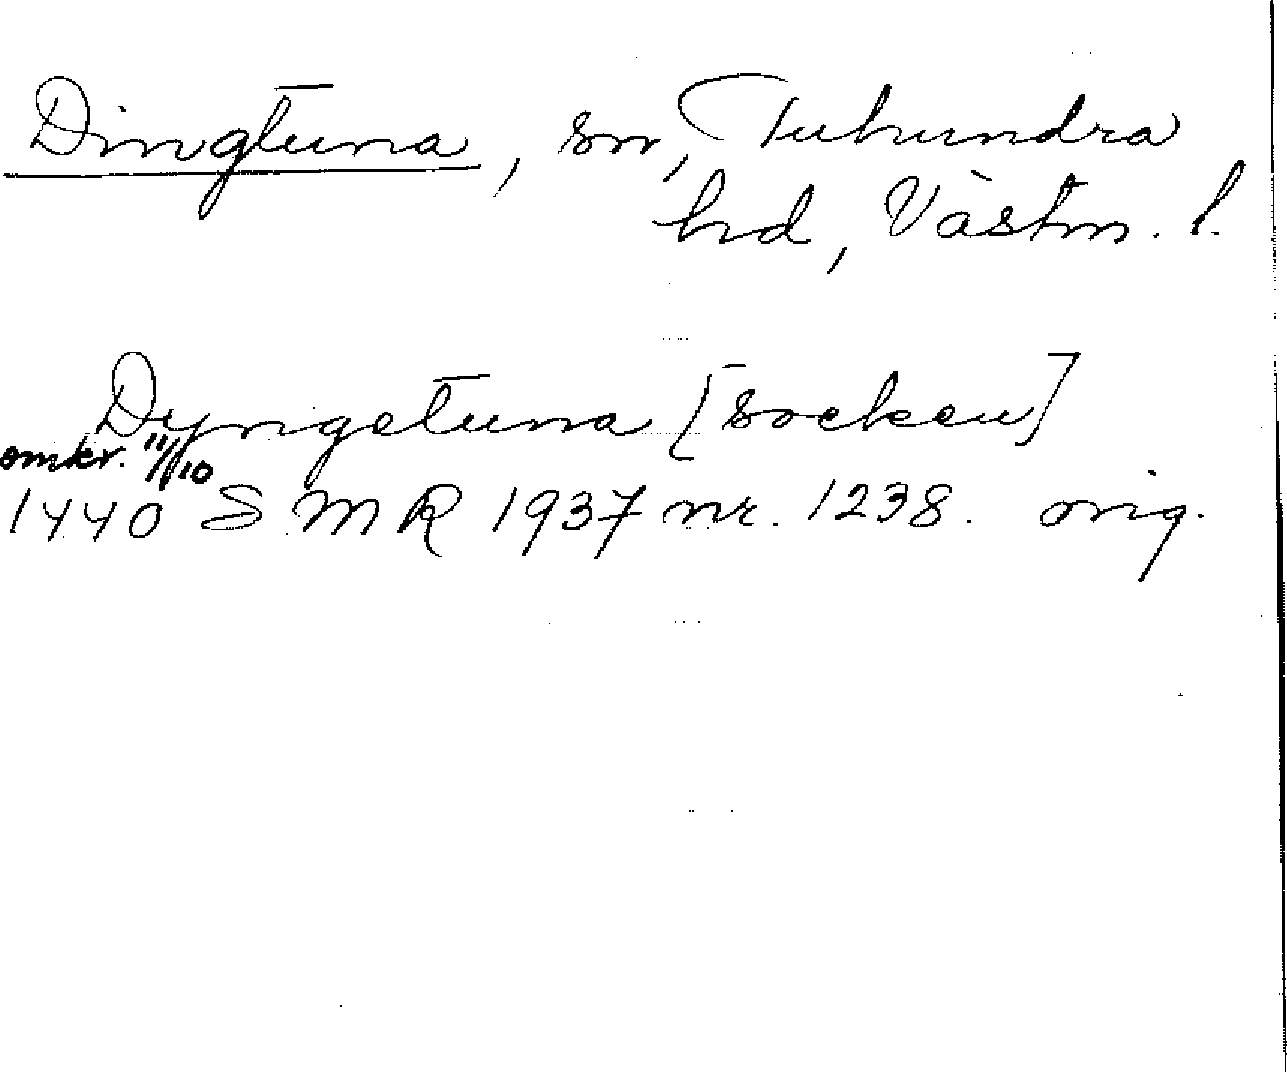 Dingtuna, sn, Tuhundra
hd, Västm. l.
Dyngetuna [socken]
omkr. 11/10
1440 SMR 1937 nr. 1238. orig.